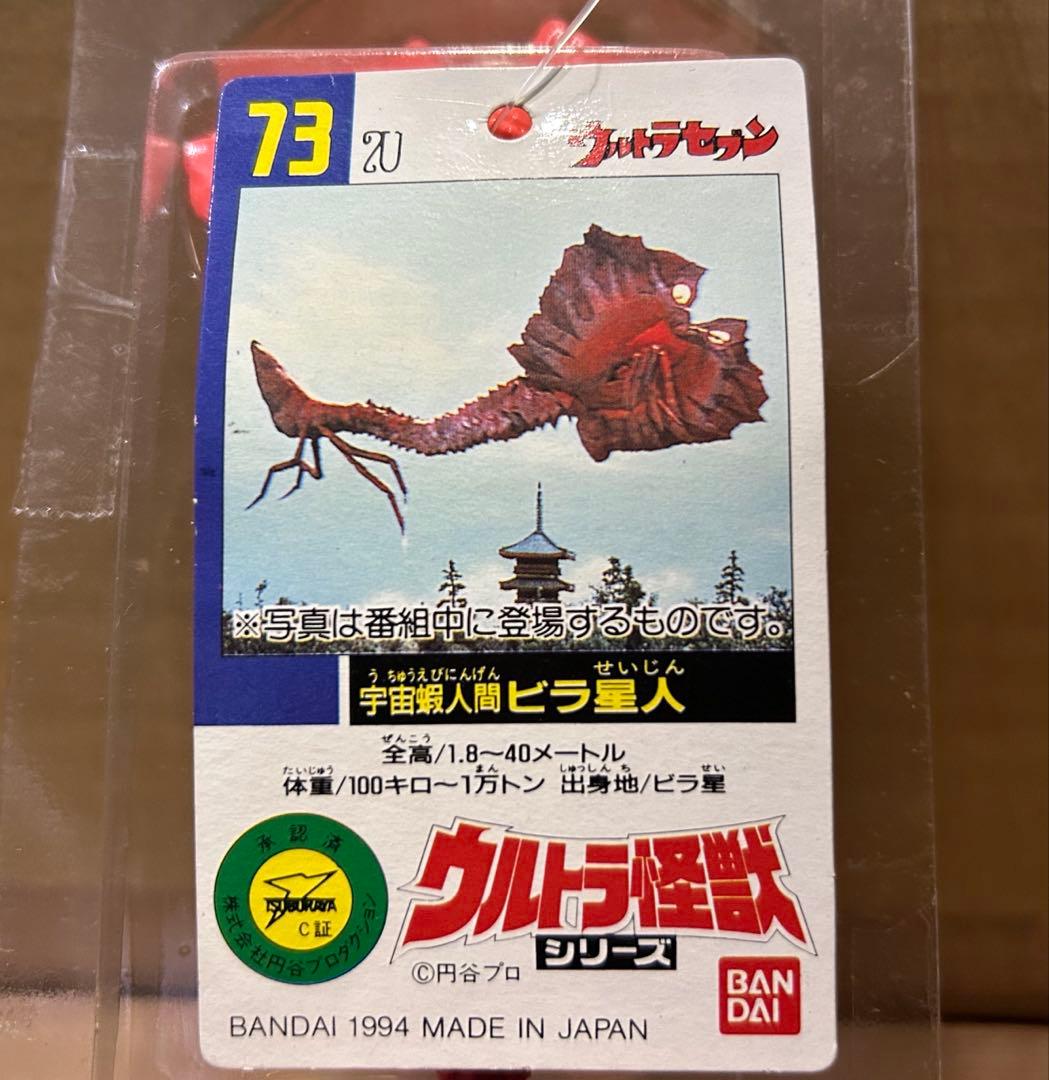 73
ウルトラセブン
※写真は番組中に登場するものです。
うちゅうえびにんげん せいじん
宇宙蝦人間 ビラ星人
ぜんこう
全高/1.8〜40メートル
たいじゅう まん しゅっしんち せい
体重/100キロ〜1万トン 出身地/ビラ星
承認済
TSUBURAYA
C証
株式会社円谷プロダクション
ウルトラ怪獣
シリーズ
©円谷プロ
BAN
DAI
BANDAI 1994 MADE IN JAPAN